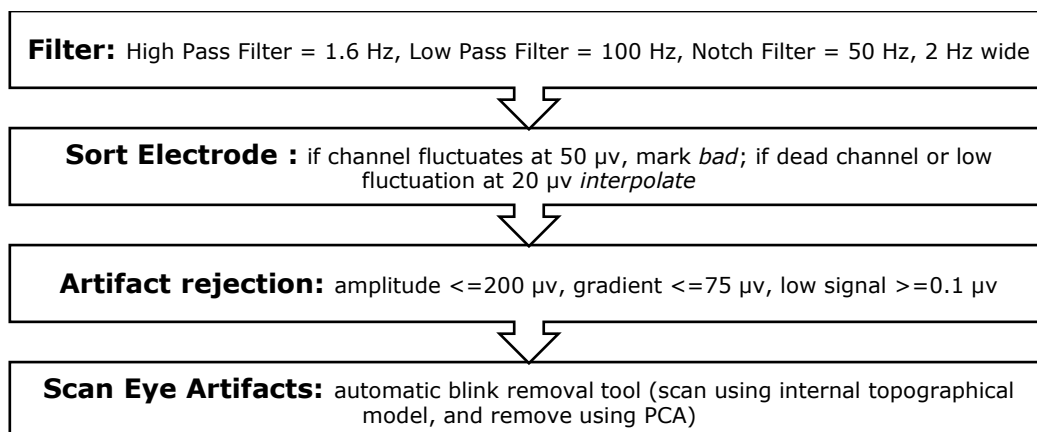 Filter: High Pass Filter = 1.6 Hz, Low Pass Filter = 100 Hz, Notch Filter = 50 Hz, 2 Hz wide
Sort Electrode : if channel fluctuates at 50 μv, mark bad; if dead channel or low
fluctuation at 20 μv interpolate
Artifact rejection: amplitude <=200 μv, gradient <=75 μv, low signal >=0.1 μv
Scan Eye Artifacts: automatic blink removal tool (scan using internal topographical
model, and remove using PCA)